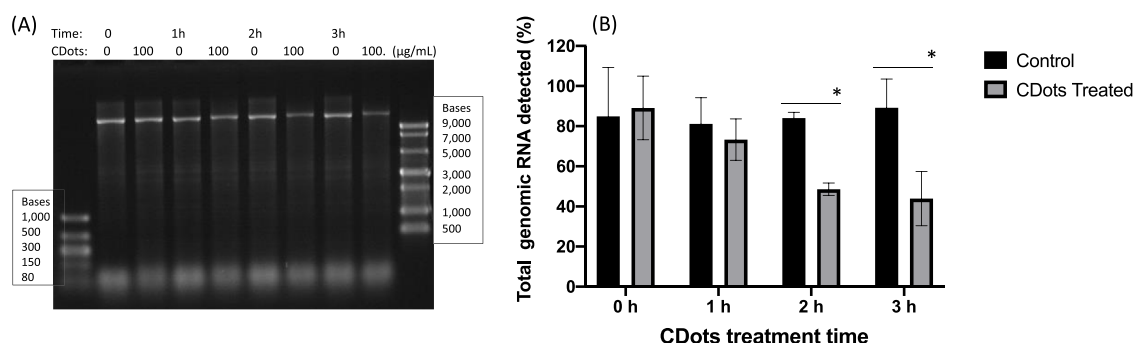 (A)
Time: 0 1h 2h 3h
CDots: 0 100 0 100 0 100 0 100. (µg/mL)
Bases
9,000
7,000
5,000
3,000
2,000
1,000
500
Bases
1,000
500
300
150
80
(B)
Total genomic RNA detected (%)
120
100
80
60
40
20
0
*
*
0 h 1 h 2 h 3 h
CDots treatment time
Control
CDots Treated